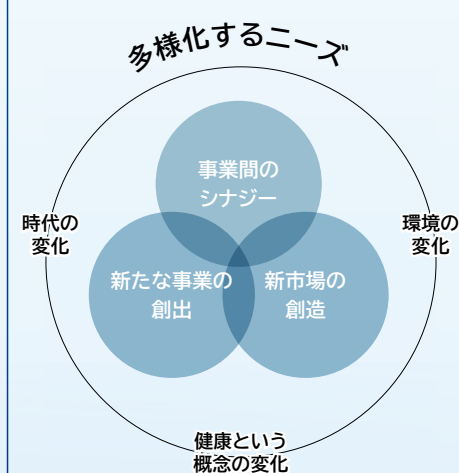 多様化するニーズ
事業間の
シナジー
時代の
変化
環境の
変化
新たな事業の
創出
新市場の
創造
健康という
概念の変化